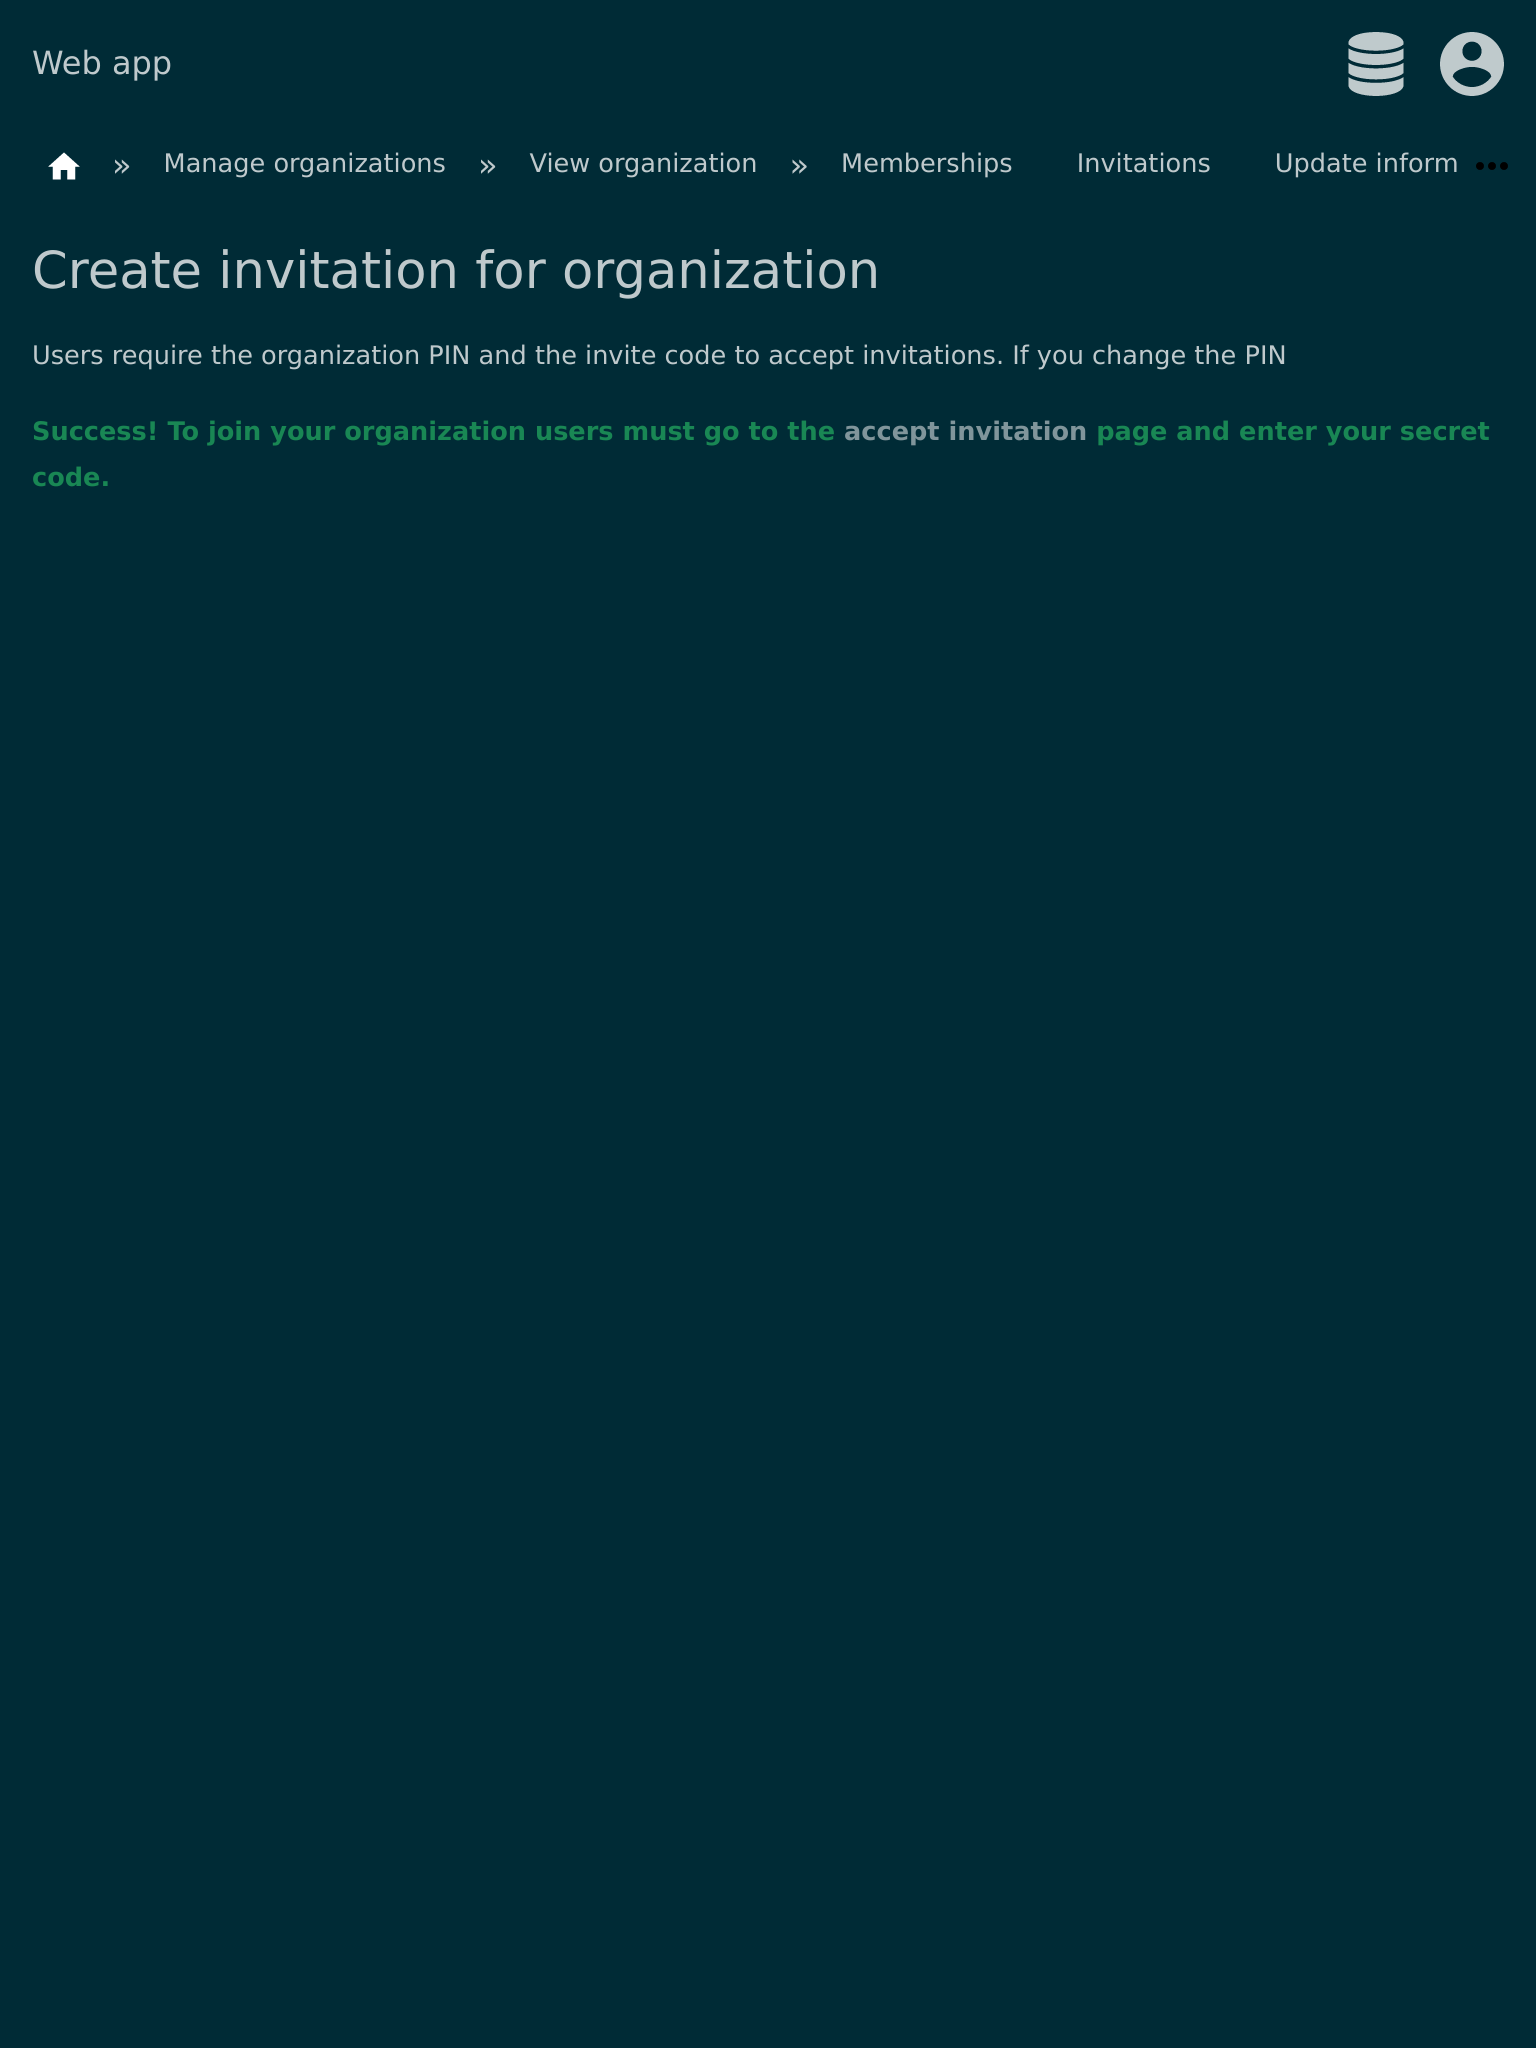 Web app
» Manage organizations » View organization » Memberships Invitations Update inform
Create invitation for organization
Users require the organization PIN and the invite code to accept invitations. If you change the PIN
Success! To join your organization users must go to the accept invitation page and enter your secret
code.